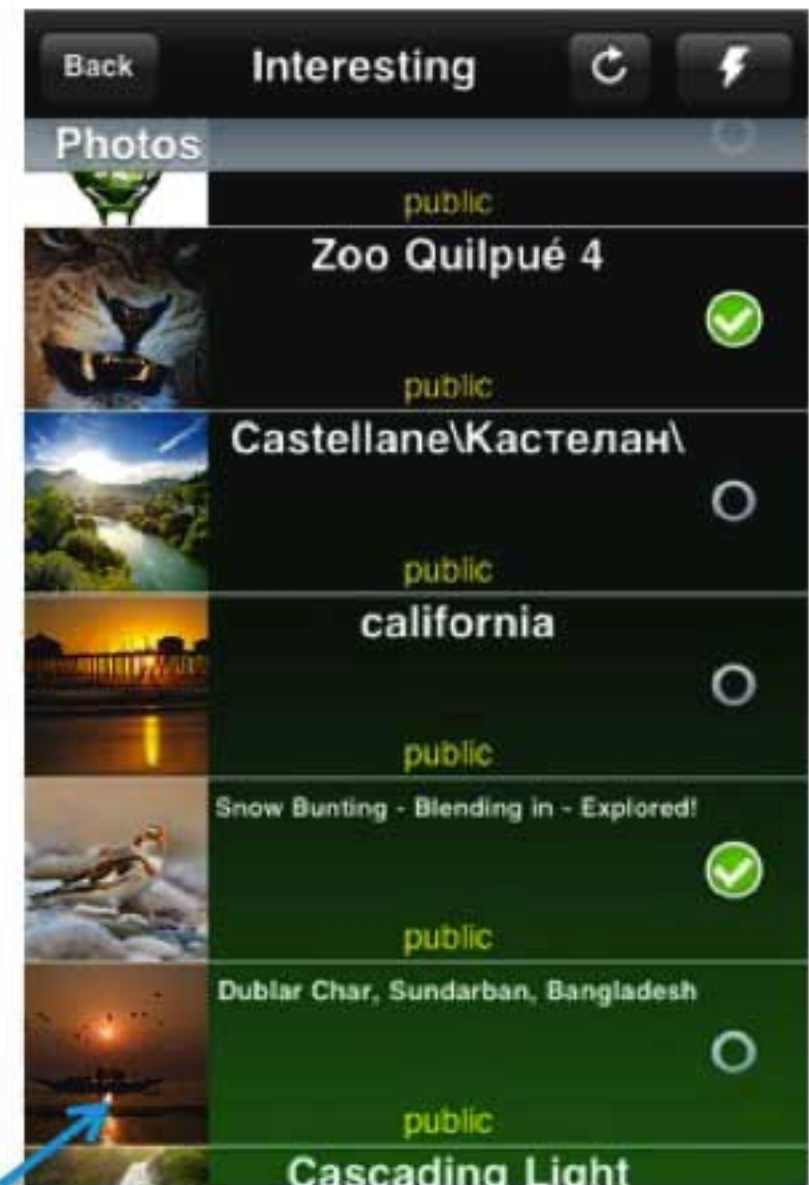 Back
Interesting
Photos
public
Zoo Quilpué 4
public
Castellane\Кастелан\
public
california
public
Snow Bunting - Blending in - Explored!
public
Dublar Char, Sundarban, Bangladesh
public
Cascading Light